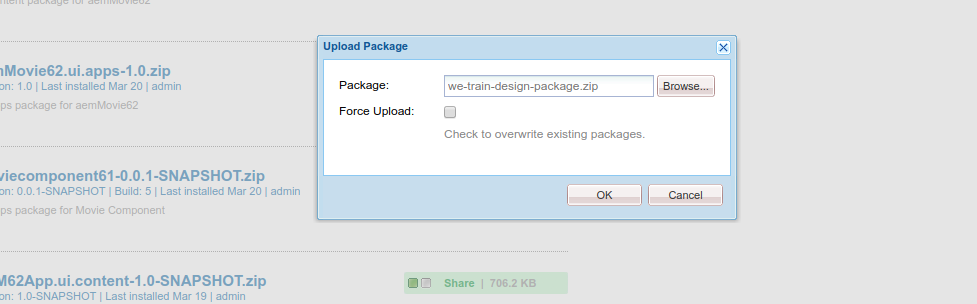 ntent package for aemMovie62
Upload Package
nMovie62.ui.apps-1.0.zip
on: 1.0 | Last installed Mar 20 | admin
ps package for aemMovie62
Package: we-train-design-package.zip Browse...
Force Upload:
Check to overwrite existing packages.
viecomponent61-0.0.1-SNAPSHOT.zip
on: 0.0.1-SNAPSHOT | Build: 5 | Last installed Mar 20 | admin
ps package for Movie Component
OK Cancel
M62App.ui.content-1.0-SNAPSHOT.zip
Share | 706.2 KB
on: 1.0-SNAPSHOT | Last installed Mar 19 | admin